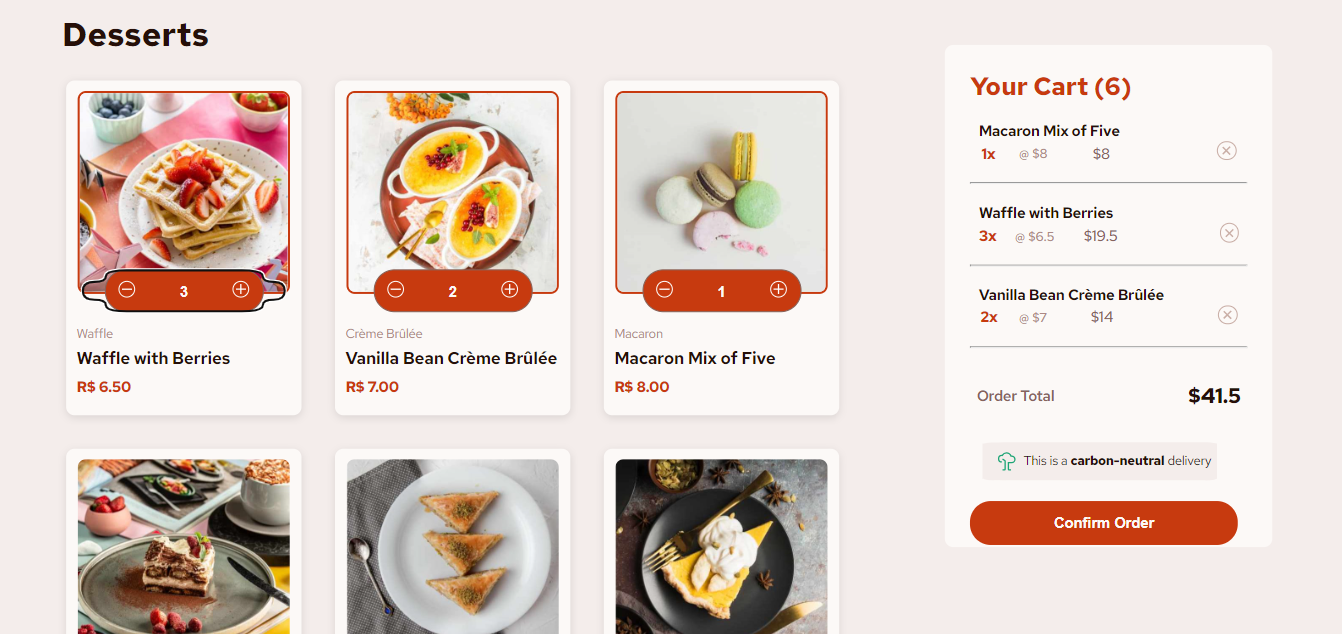 Desserts
3
Waffle
Waffle with Berries
R$ 6.50
2
Crème Brûlée
Vanilla Bean Crème Brûlée
R$ 7.00
1
Macaron
Macaron Mix of Five
R$ 8.00
Your Cart (6)
Macaron Mix of Five
1x @ $8 $8
Waffle with Berries
3x @ $6.5 $19.5
Vanilla Bean Crème Brûlée
2x @ $7 $14
Order Total $41.5
This is a carbon-neutral delivery
Confirm Order